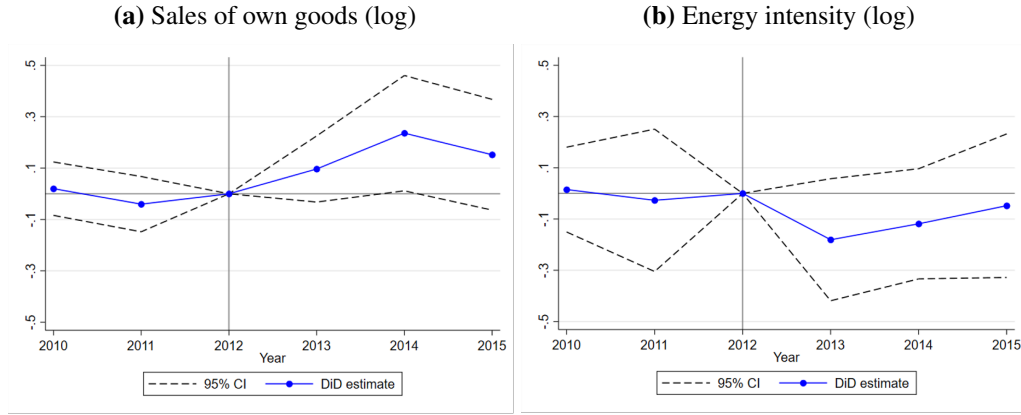 (a) Sales of own goods (log)
.5
.3
.1
-.1
-.3
-.5
2010 2011 2012 2013 2014 2015
Year
95% CI DiD estimate
(b) Energy intensity (log)
.5
.3
.1
-.1
-.3
-.5
2010 2011 2012 2013 2014 2015
Year
95% CI DiD estimate